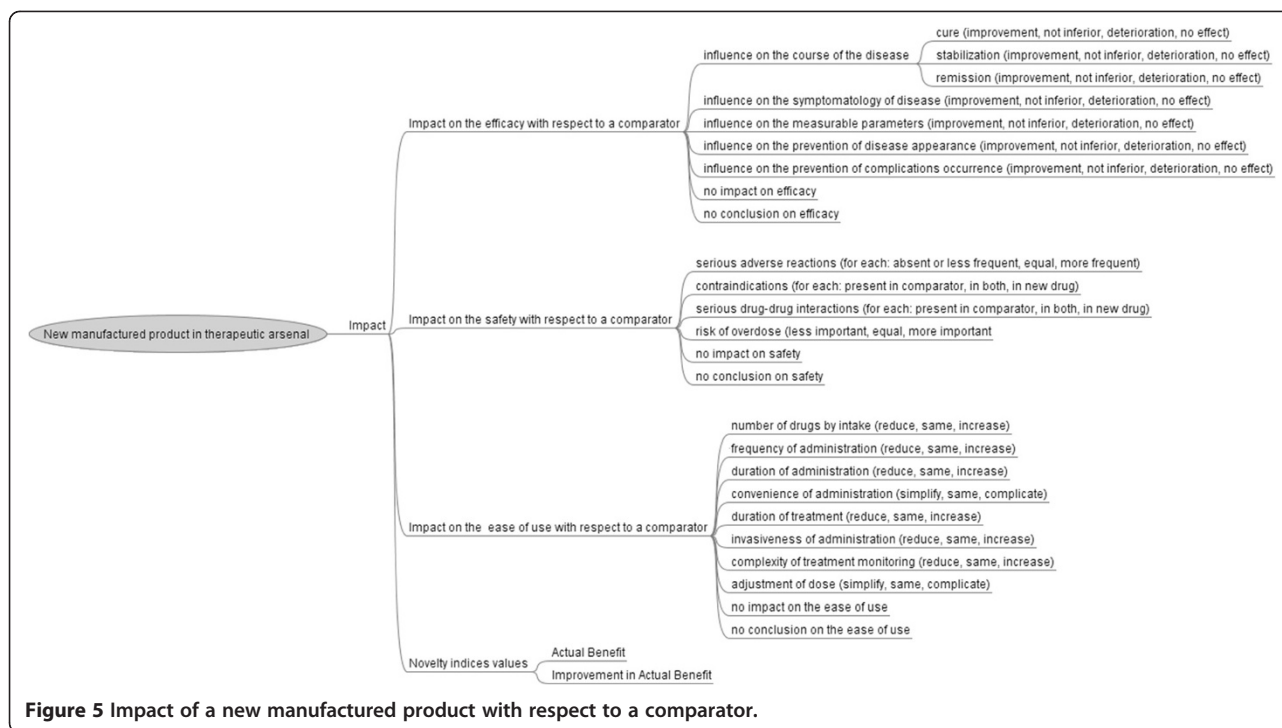 New manufactured product in therapeutic arsenal
Impact
Impact on the efficacy with respect to a comparator
influence on the course of the disease
cure (improvement, not inferior, deterioration, no effect)
stabilization (improvement, not inferior, deterioration, no effect)
remission (improvement, not inferior, deterioration, no effect)
influence on the symptomatology of disease (improvement, not inferior, deterioration, no effect)
influence on the measurable parameters (improvement, not inferior, deterioration, no effect)
influence on the prevention of disease appearance (improvement, not inferior, deterioration, no effect)
influence on the prevention of complications occurrence (improvement, not inferior, deterioration, no effect)
no impact on efficacy
no conclusion on efficacy
Impact on the safety with respect to a comparator
serious adverse reactions (for each: absent or less frequent, equal, more frequent)
contraindications (for each: present in comparator, in both, in new drug)
serious drug-drug interactions (for each: present in comparator, in both, in new drug)
risk of overdose (less important, equal, more important
no impact on safety
no conclusion on safety
Impact on the ease of use with respect to a comparator
number of drugs by intake (reduce, same, increase)
frequency of administration (reduce, same, increase)
duration of administration (reduce, same, increase)
convenience of administration (simplify, same, complicate)
duration of treatment (reduce, same, increase)
invasiveness of administration (reduce, same, increase)
complexity of treatment monitoring (reduce, same, increase)
adjustment of dose (simplify, same, complicate)
no impact on the ease of use
no conclusion on the ease of use
Novelty indices values
Actual Benefit
Improvement in Actual Benefit
Figure 5 Impact of a new manufactured product with respect to a comparator.